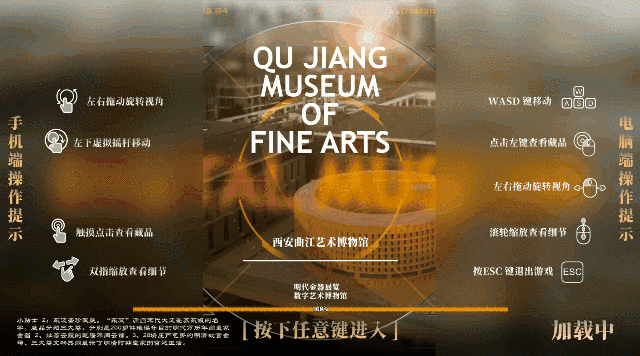 QU JIANG
MUSEUM
OF
FINE ARTS
手机端操作提示
左右拖动旋转视角
左下虚拟摇杆移动
触摸点击查看藏品
双指缩放查看细节
电脑端操作提示
WASD 键移动
W
A S D
点击左键查看藏品
左右拖动旋转视角
滚轮缩放查看细节
按ESC 键退出游戏
ESC
西安曲江艺术博物馆
明代金器展览
数字艺术博物馆
[ 按下任意键进入 ]
加载中